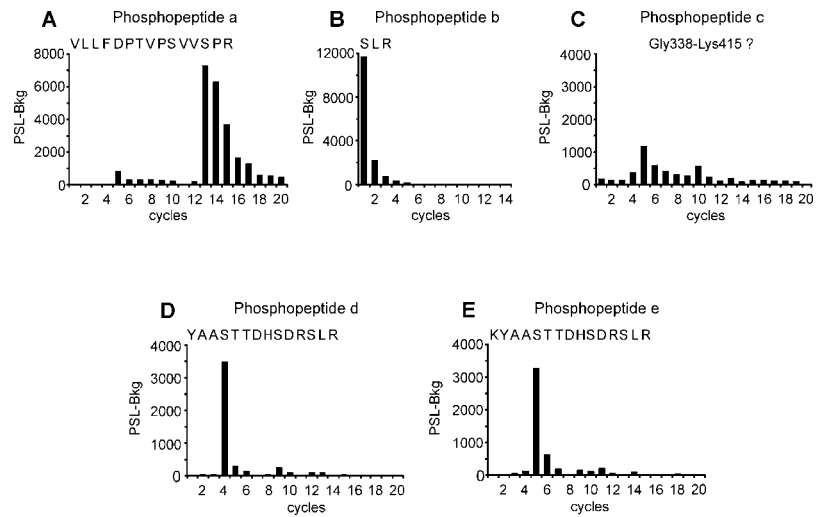 A Phosphopeptide a
VLLFDPTVPSVVSPR
8000
6000
4000
2000
0
PSL-Bkg
2 4 6 8 10 12 14 16 18 20
cycles
B Phosphopeptide b
SLR
12000
8000
4000
0
PSL-Bkg
2 4 6 8 10 12 14
cycles
C Phosphopeptide c
Gly338-Lys415 ?
4000
3000
2000
1000
0
PSL-Bkg
2 4 6 8 10 12 14 16 18 20
cycles
D Phosphopeptide d
YAASTTDHSDRSLR
4000
3000
2000
1000
0
PSL-Bkg
2 4 6 8 10 12 14 16 18 20
cycles
E Phosphopeptide e
KYAASTTDHSDRSLR
4000
3000
2000
1000
0
PSL-Bkg
2 4 6 8 10 12 14 16 18 20
cycles